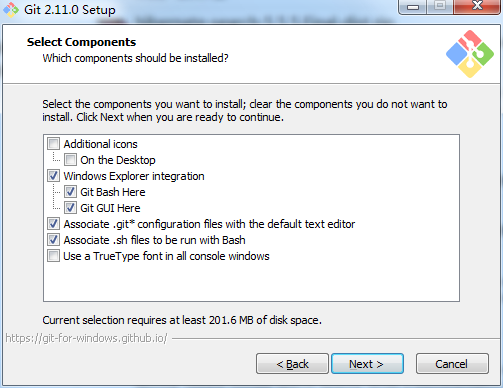 Git 2.11.0 Setup
Select Components
Which components should be installed?
Select the components you want to install; clear the components you do not want to
install. Click Next when you are ready to continue.
Additional icons
On the Desktop
Windows Explorer integration
Git Bash Here
Git GUI Here
Associate .git* configuration files with the default text editor
Associate .sh files to be run with Bash
Use a TrueType font in all console windows
Current selection requires at least 201.6 MB of disk space.
https://git-for-windows.github.io/
< Back
Next >
Cancel